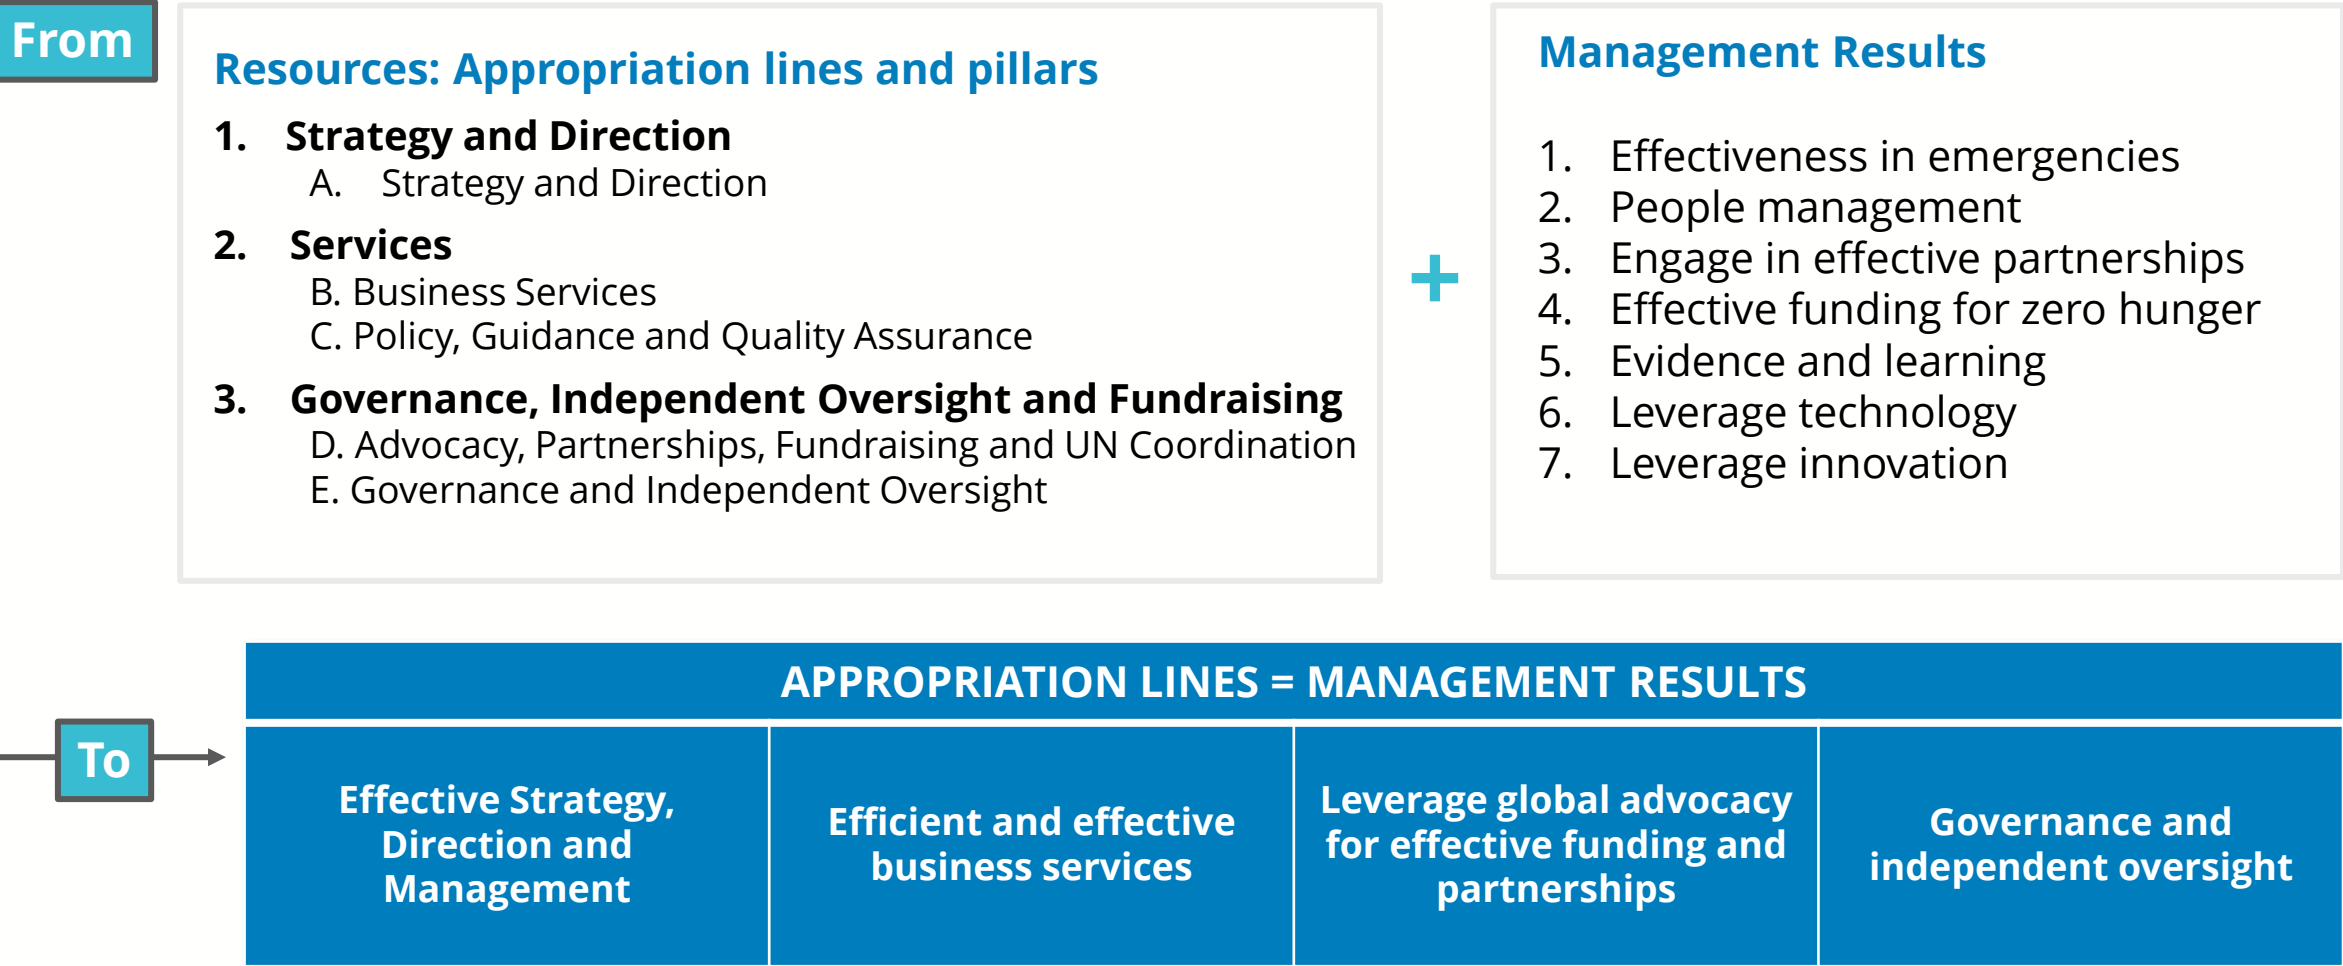 From
Resources: Appropriation lines and pillars
1. Strategy and Direction
A. Strategy and Direction
2. Services
B. Business Services
C. Policy, Guidance and Quality Assurance
3. Governance, Independent Oversight and Fundraising
D. Advocacy, Partnerships, Fundraising and UN Coordination
E. Governance and Independent Oversight
+
Management Results
1. Effectiveness in emergencies
2. People management
3. Engage in effective partnerships
4. Effective funding for zero hunger
5. Evidence and learning
6. Leverage technology
7. Leverage innovation
To
APPROPRIATION LINES = MANAGEMENT RESULTS
Effective Strategy,
Direction and
Management
Efficient and effective
business services
Leverage global advocacy
for effective funding and
partnerships
Governance and
independent oversight